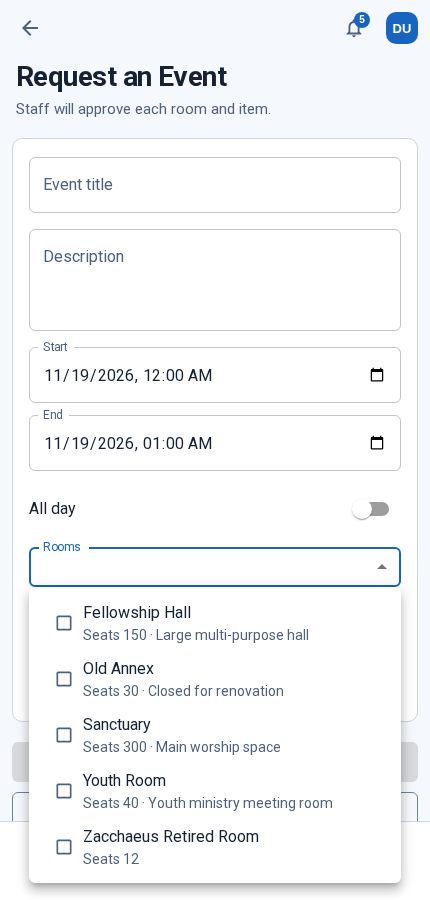 5
DU
Request an Event
Staff will approve each room and item.
Event title
Description
Start
11/19/2026, 12:00 AM
End
11/19/2026, 01:00 AM
All day
Rooms
Fellowship Hall
Seats 150 · Large multi-purpose hall
Old Annex
Seats 30 · Closed for renovation
Sanctuary
Seats 300 · Main worship space
Youth Room
Seats 40 · Youth ministry meeting room
Zacchaeus Retired Room
Seats 12